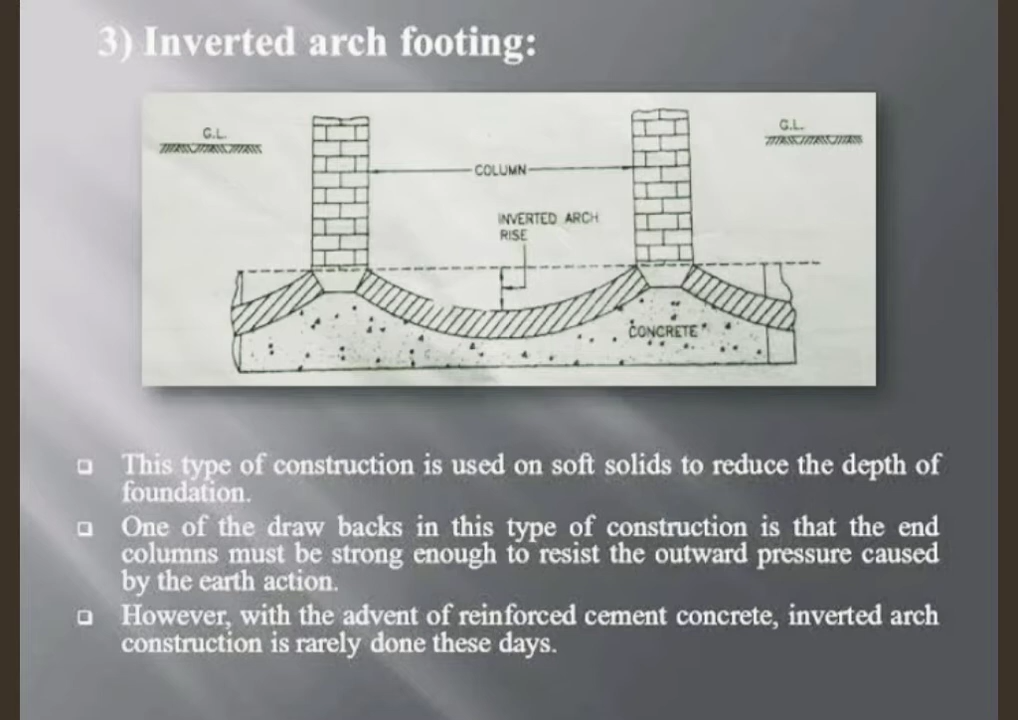 3) Inverted arch footing:
G.L.
G.L.
COLUMN
INVERTED ARCH
RISE
CONCRETE
This type of construction is used on soft solids to reduce the depth of
foundation.
One of the draw backs in this type of construction is that the end
columns must be strong enough to resist the outward pressure caused
by the earth action.
However, with the advent of reinforced cement concrete, inverted arch
construction is rarely done these days.